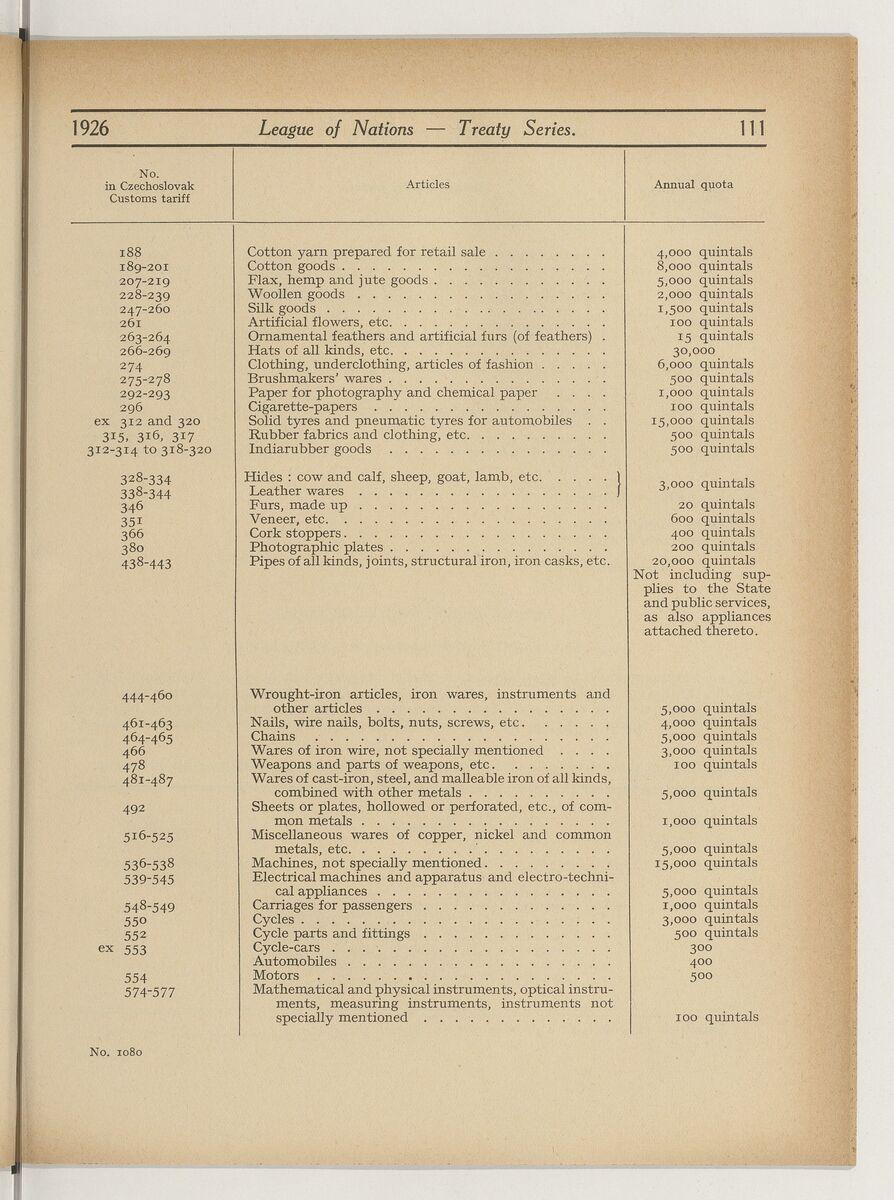 1926 League of Nations — Treaty Series. 111
No.
in Czechoslovak
Customs tariff
Articles
Annual quota
188 Cotton yarn prepared for retail sale . . . . . . . . 4,000 quintals
189-201 Cotton goods . . . . . . . . . . . . . . . . . . 8,000 quintals
207-219 Flax, hemp and jute goods . . . . . . . . . . . . 5,000 quintals
228-239 Woollen goods . . . . . . . . . . . . . . . . . 2,000 quintals
247-260 Silk goods . . . . . . . . . . . . . . . . . . . 1,500 quintals
261 Artificial flowers, etc. . . . . . . . . . . . . . . 100 quintals
263-264 Ornamental feathers and artificial furs (of feathers) . 15 quintals
266-269 Hats of all kinds, etc. . . . . . . . . . . . . . . 30,000
274 Clothing, underclothing, articles of fashion . . . . . 6,000 quintals
275-278 Brushmakers' wares . . . . . . . . . . . . . . . 500 quintals
292-293 Paper for photography and chemical paper . . . . 1,000 quintals
296 Cigarette-papers . . . . . . . . . . . . . . . . 100 quintals
ex 312 and 320 Solid tyres and pneumatic tyres for automobiles . . 15,000 quintals
315, 316, 317 Rubber fabrics and clothing, etc. . . . . . . . . . 500 quintals
312-314 to 318-320 Indiarubber goods . . . . . . . . . . . . . . . 500 quintals
328-334 Hides : cow and calf, sheep, goat, lamb, etc. . . . . .
3,000 quintals
338-344 Leather wares . . . . . . . . . . . . . . . . .
346 Furs, made up . . . . . . . . . . . . . . . . . 20 quintals
351 Veneer, etc. . . . . . . . . . . . . . . . . . . 600 quintals
366 Cork stoppers . . . . . . . . . . . . . . . . . . 400 quintals
380 Photographic plates . . . . . . . . . . . . . . . 200 quintals
438-443 Pipes of all kinds, joints, structural iron, iron casks, etc. 20,000 quintals
Not including sup-
plies to the State
and public services,
as also appliances
attached thereto.
444-460 Wrought-iron articles, iron wares, instruments and
other articles . . . . . . . . . . . . . . . . 5,000 quintals
461-463 Nails, wire nails, bolts, nuts, screws, etc. . . . . . . 4,000 quintals
464-465 Chains . . . . . . . . . . . . . . . . . . . . 5,000 quintals
466 Wares of iron wire, not specially mentioned . . . . 3,000 quintals
478 Weapons and parts of weapons, etc. . . . . . . . . 100 quintals
481-487 Wares of cast-iron, steel, and malleable iron of all kinds,
combined with other metals . . . . . . . . . . 5,000 quintals
492 Sheets or plates, hollowed or perforated, etc., of com-
mon metals . . . . . . . . . . . . . . . . . 1,000 quintals
516-525 Miscellaneous wares of copper, nickel and common
metals, etc. . . . . . . . . . . . . . . . . . 5,000 quintals
536-538 Machines, not specially mentioned . . . . . . . . . 15,000 quintals
539-545 Electrical machines and apparatus and electro-techni-
cal appliances . . . . . . . . . . . . . . . . 5,000 quintals
548-549 Carriages for passengers . . . . . . . . . . . . . 1,000 quintals
550 Cycles . . . . . . . . . . . . . . . . . . . . . 3,000 quintals
552 Cycle parts and fittings . . . . . . . . . . . . . 500 quintals
ex 553 Cycle-cars . . . . . . . . . . . . . . . . . . . 300
Automobiles . . . . . . . . . . . . . . . . . . 400
554 Motors . . . . . . . . . . . . . . . . . . . . 500
574-577 Mathematical and physical instruments, optical instru-
ments, measuring instruments, instruments not
specially mentioned . . . . . . . . . . . . . 100 quintals
No. 1080